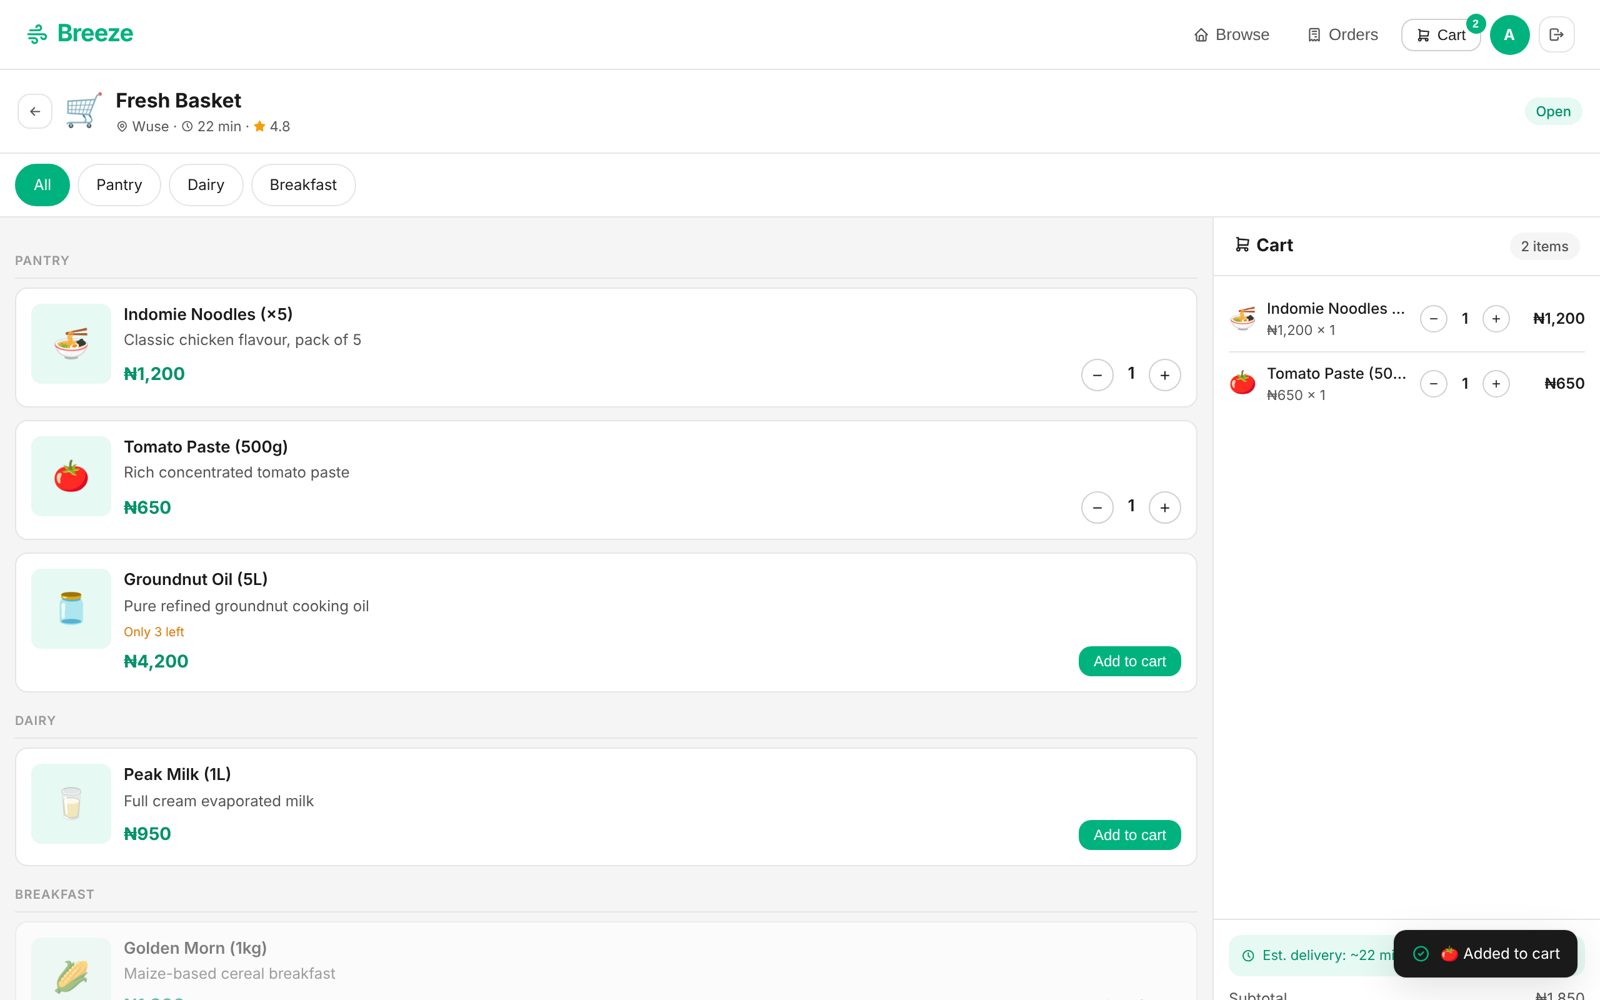 Breeze
Browse
Orders
Cart
2
A
Fresh Basket
Wuse · 22 min · 4.8
Open
All
Pantry
Dairy
Breakfast
PANTRY
Indomie Noodles (×5)
Classic chicken flavour, pack of 5
₦1,200
− 1 +
Tomato Paste (500g)
Rich concentrated tomato paste
₦650
− 1 +
Groundnut Oil (5L)
Pure refined groundnut cooking oil
Only 3 left
₦4,200
Add to cart
DAIRY
Peak Milk (1L)
Full cream evaporated milk
₦950
Add to cart
BREAKFAST
Golden Morn (1kg)
Maize-based cereal breakfast
Cart
2 items
Indomie Noodles ...
₦1,200 × 1
− 1 +
₦1,200
Tomato Paste (50...
₦650 × 1
− 1 +
₦650
Est. delivery: ~22 mi
Added to cart
Subtotal
₦1,850